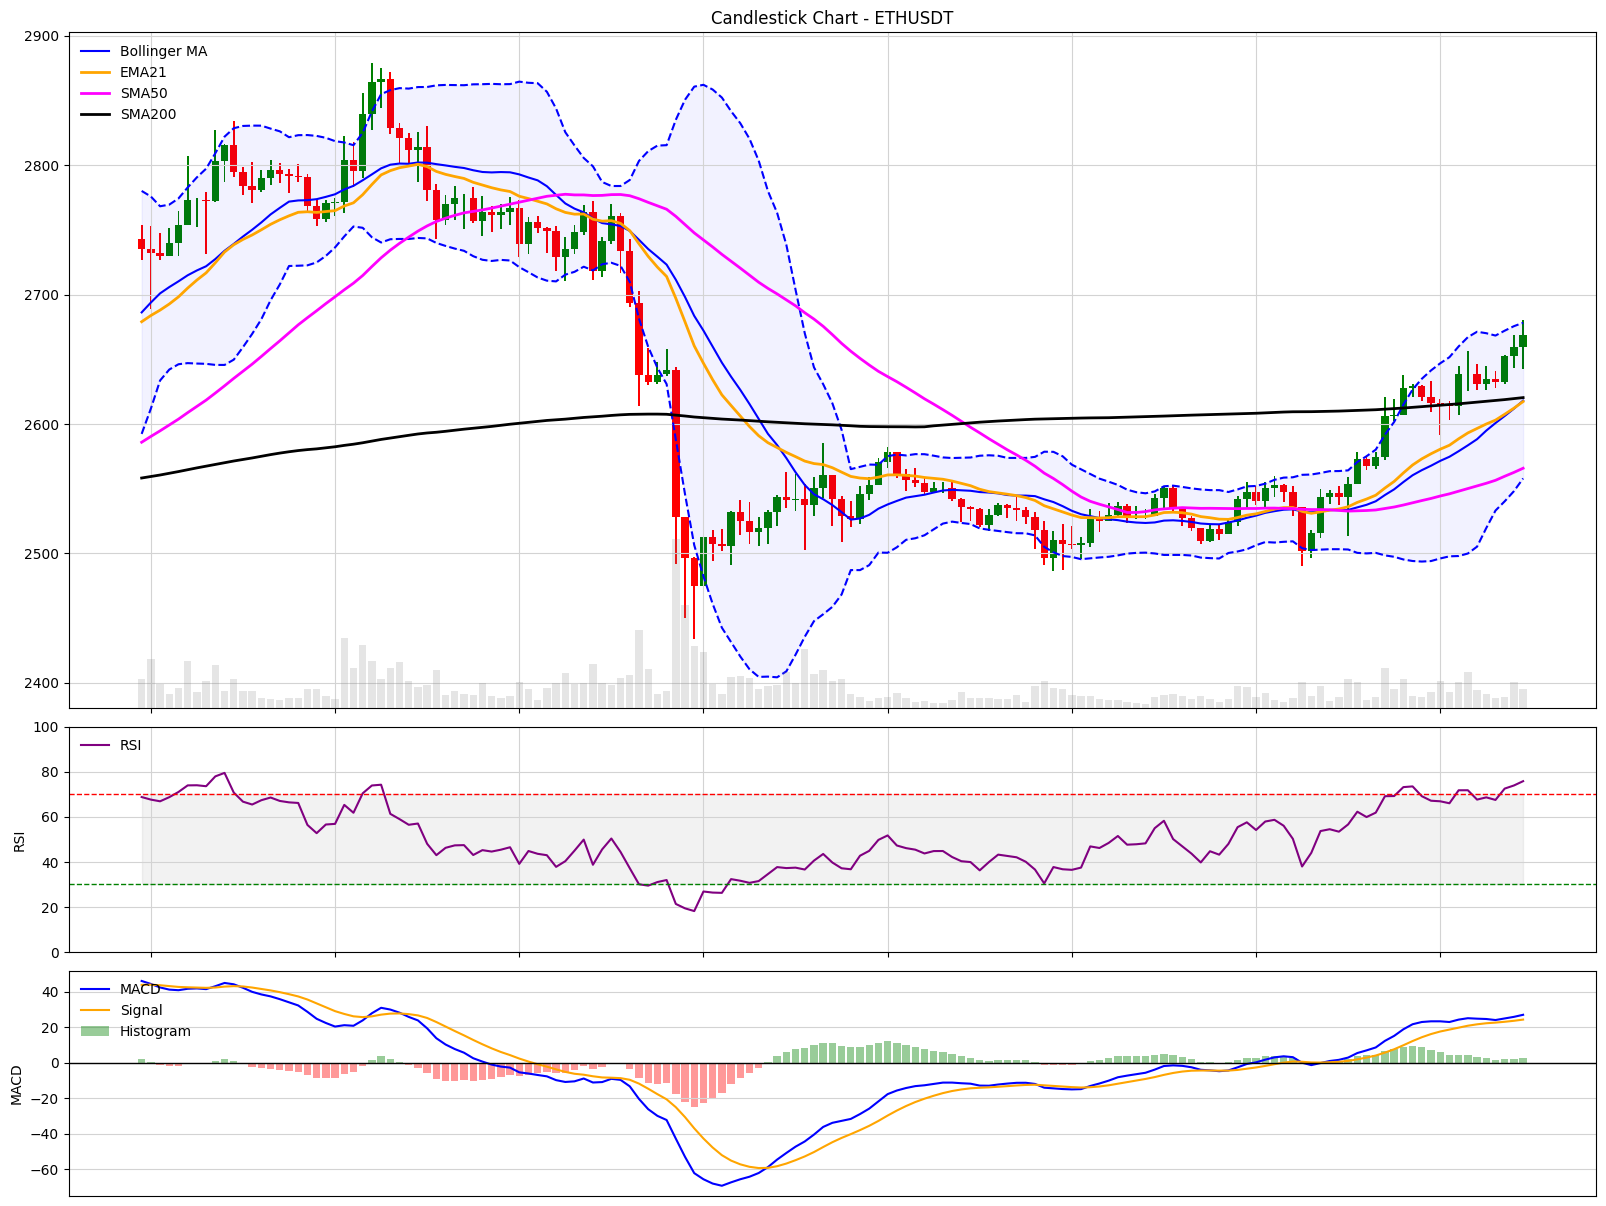 Candlestick Chart - ETHUSDT
2900
2800
2700
2600
2500
2400
Bollinger MA
EMA21
SMA50
SMA200
100
80
60
40
20
0
RSI
RSI
40
20
0
−20
−40
−60
MACD
MACD
Signal
Histogram